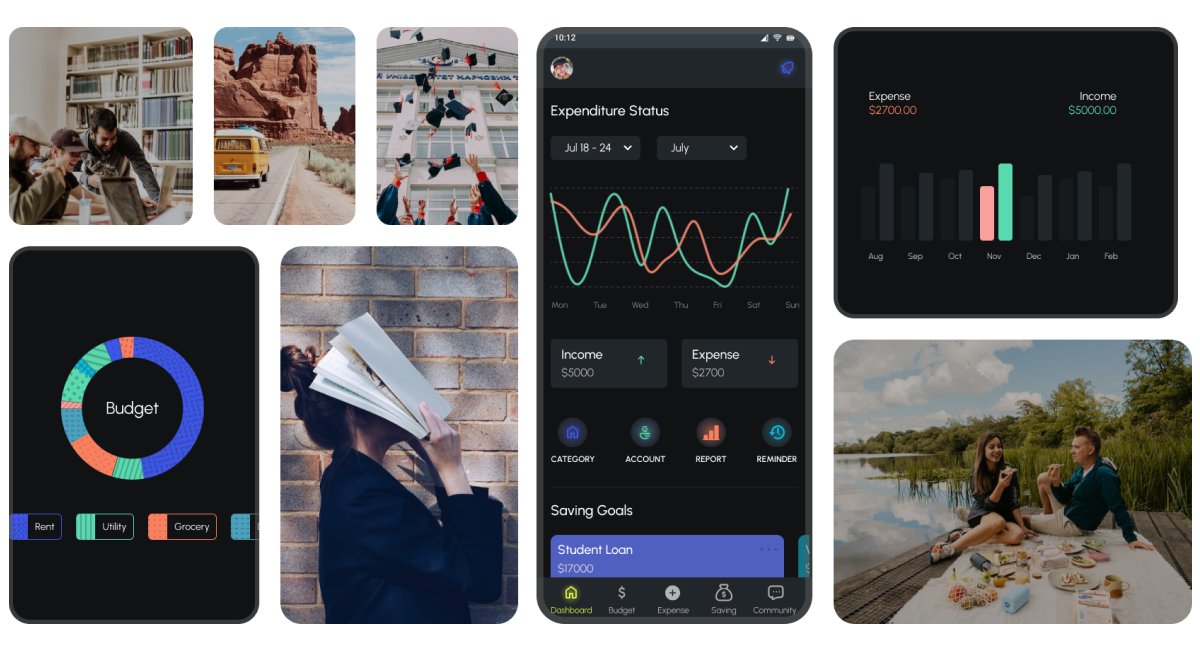 Й УНІВЕРСИТЕТ ХАРЧОВИХ Т
10:12
Expenditure Status
Jul 18 - 24
July
Mon Tue Wed Thu Fri Sat Sun
Income
$5000
Expense
$2700
CATEGORY ACCOUNT REPORT REMINDER
Saving Goals
Student Loan
$17000
Dashboard Budget Expense Saving Community
Expense
$2700.00
Income
$5000.00
Aug Sep Oct Nov Dec Jan Feb
Budget
Rent Utility Grocery